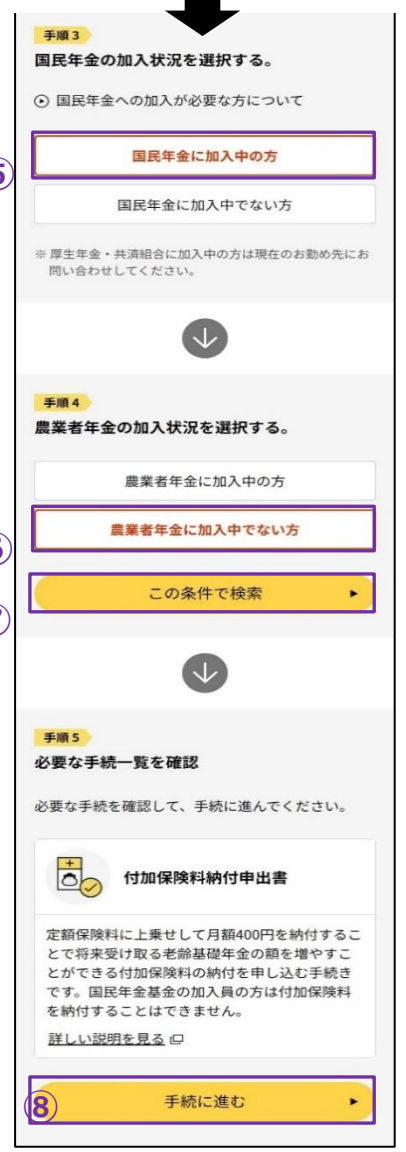 手順3
国民年金の加入状況を選択する。
国民年金への加入が必要な方について
国民年金に加入中の方
国民年金に加入中でない方
※ 厚生年金・共済組合に加入中の方は現在のお勤め先にお
問い合わせしてください。
手順4
農業者年金の加入状況を選択する。
農業者年金に加入中の方
農業者年金に加入中でない方
この条件で検索
手順5
必要な手続一覧を確認
必要な手続を確認して、手続に進んでください。
付加保険料納付申出書
定額保険料に上乗せして月額400円を納付するこ
とで将来受け取る老齢基礎年金の額を増やすこ
とができる付加保険料の納付を申し込む手続き
です。国民年金基金の加入員の方は付加保険料
を納付することはできません。
詳しい説明を見る
⑧ 手続に進む